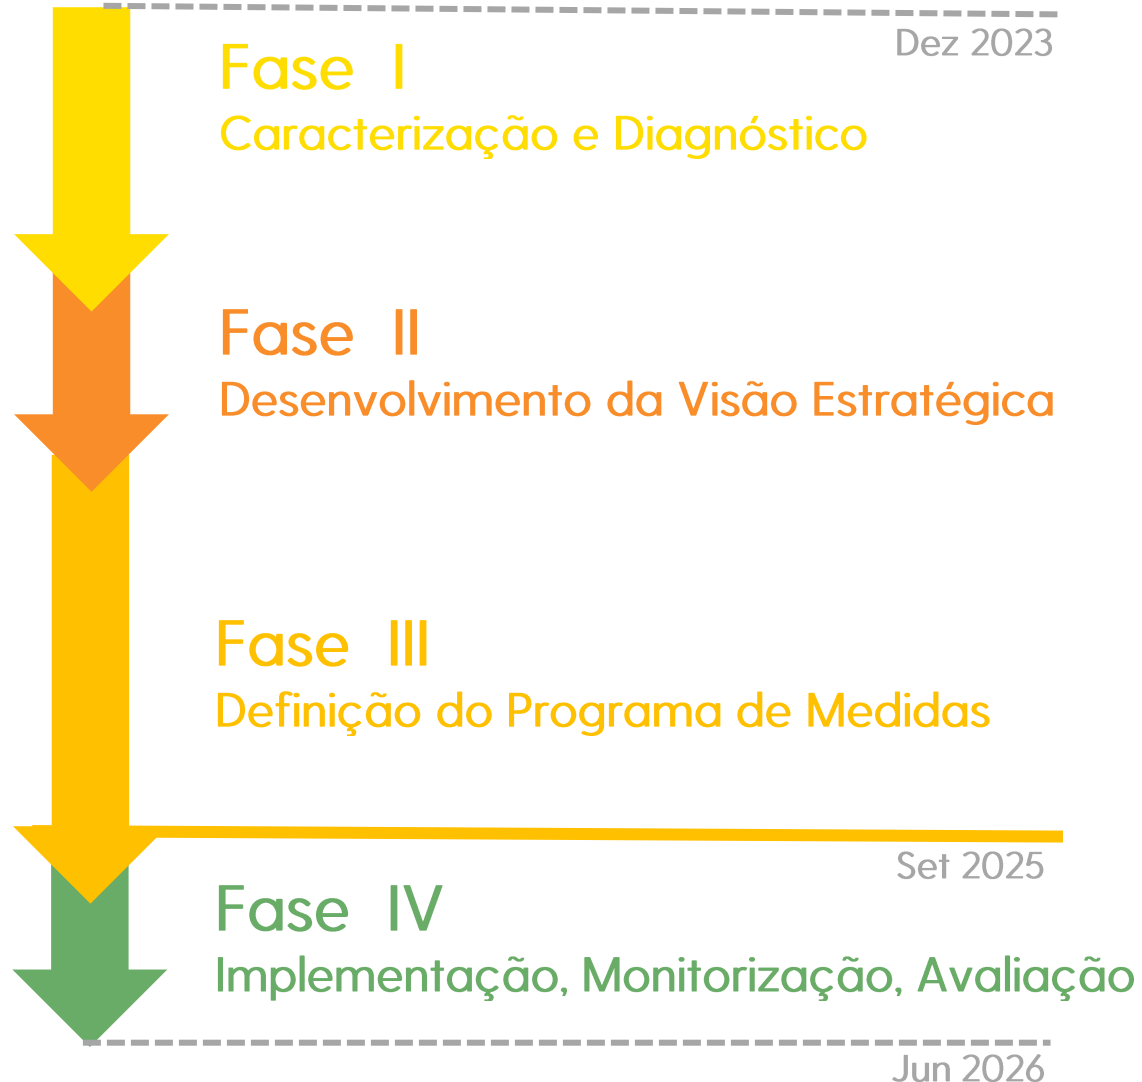 Dez 2023
Fase I
Caracterização e Diagnóstico
Fase II
Desenvolvimento da Visão Estratégica
Fase III
Definição do Programa de Medidas
Set 2025
Fase IV
Implementação, Monitorização, Avaliação
Jun 2026